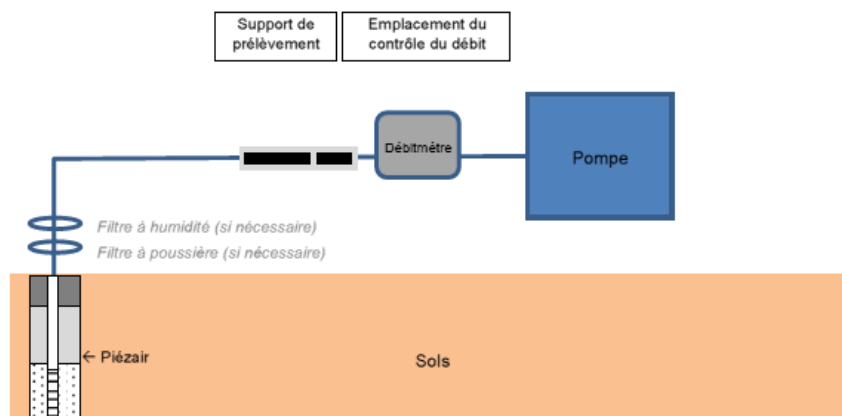 Support de
prélèvement
Emplacement du
contrôle du débit
Débitmétre
Pompe
Filtre à humidité (si nécessaire)
Filtre à poussière (si nécessaire)
← Piézair
Sols